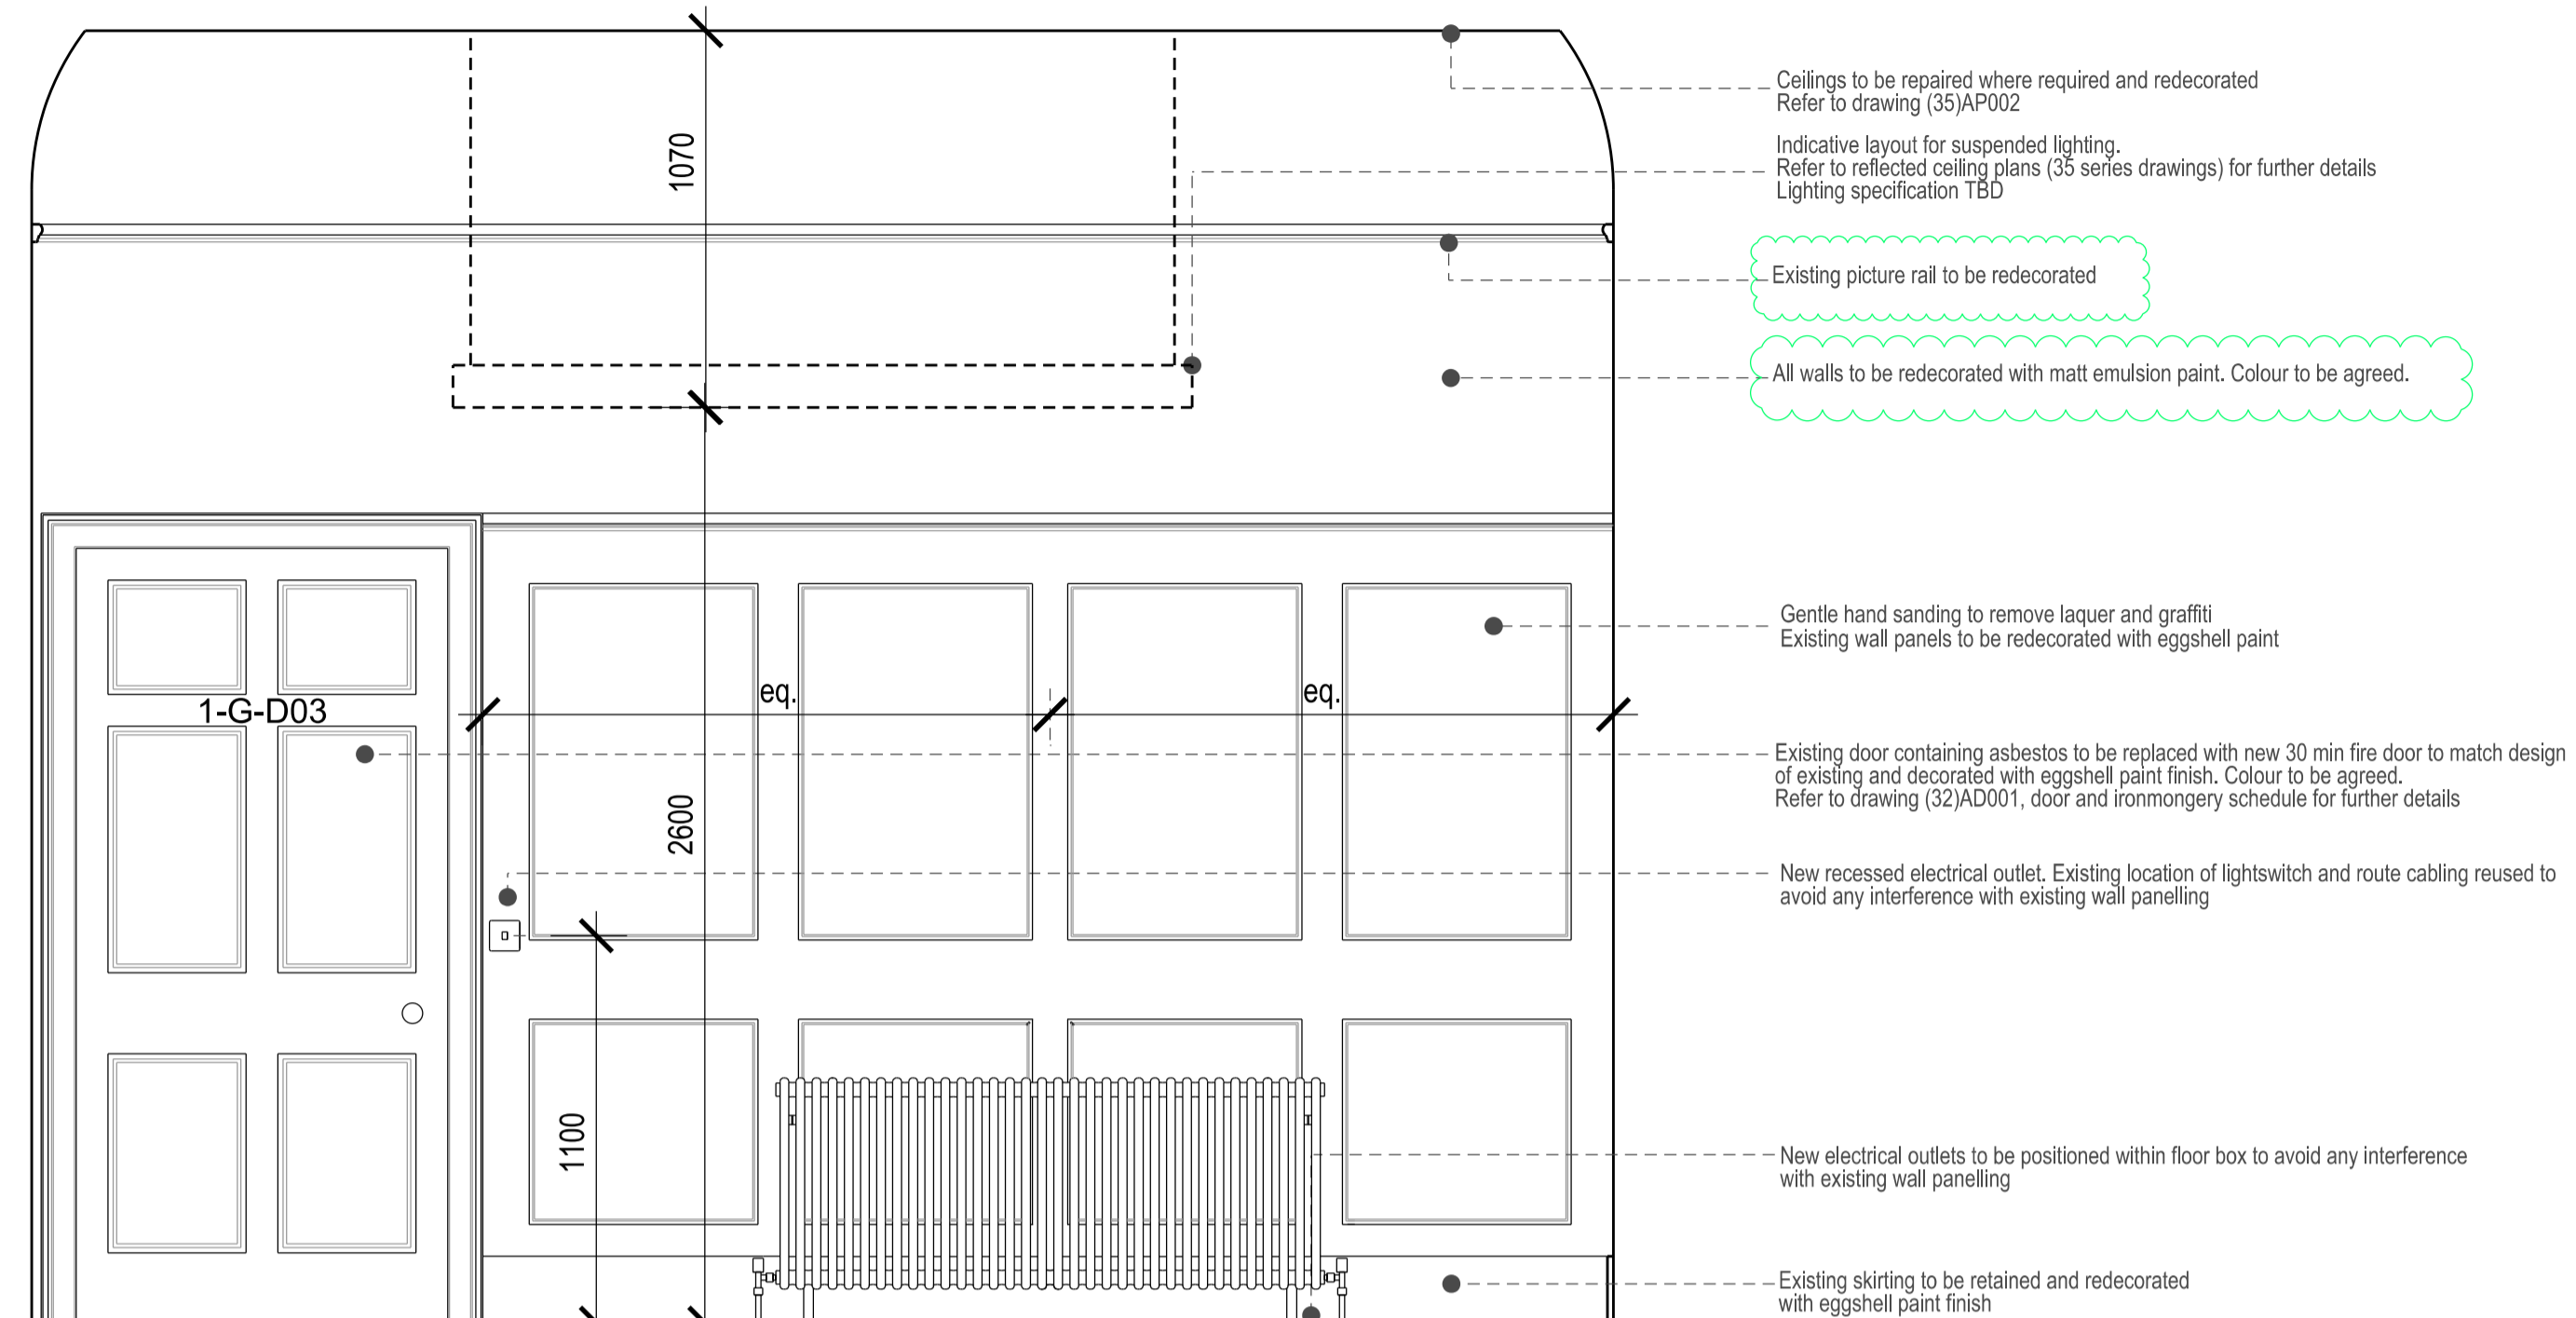 Ceilings to be repaired where required and redecorated
Refer to drawing (35)AP002
1070
Indicative layout for suspended lighting.
Refer to reflected ceiling plans (35 series drawings) for further details
Lighting specification TBD
Existing picture rail to be redecorated
All walls to be redecorated with matt emulsion paint. Colour to be agreed.
Gentle hand sanding to remove laquer and graffiti
Existing wall panels to be redecorated with eggshell paint
eq.
eq.
1-G-D03
Existing door containing asbestos to be replaced with new 30 min fire door to match design
of existing and decorated with eggshell paint finish. Colour to be agreed.
Refer to drawing (32)AD001, door and ironmongery schedule for further details
2600
New recessed electrical outlet. Existing location of lightswitch and route cabling reused to
avoid any interference with existing wall panelling
1100
New electrical outlets to be positioned within floor box to avoid any interference
with existing wall panelling
Existing skirting to be retained and redecorated
with eggshell paint finish